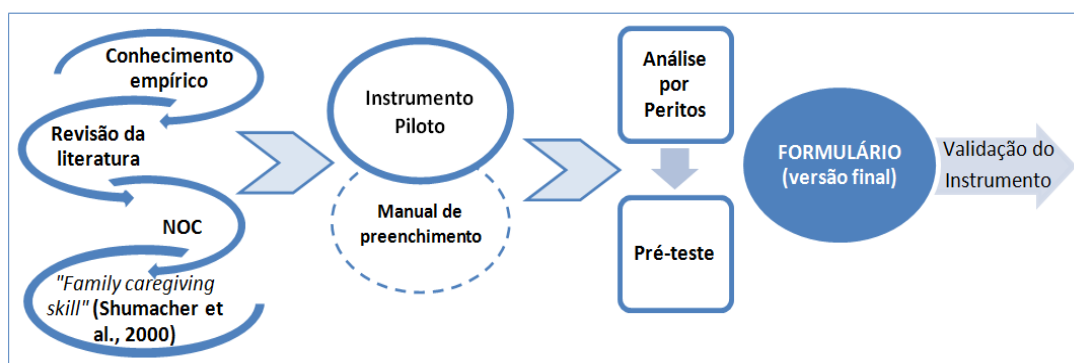 Conhecimento
empírico
Revisão da
literatura
NOC
"Family caregiving
skill" (Shumacher et
al., 2000)
Instrumento
Piloto
Manual de
preenchimento
Análise
por
Peritos
Pré-teste
FORMULÁRIO
(versão final)
Validação do
Instrumento